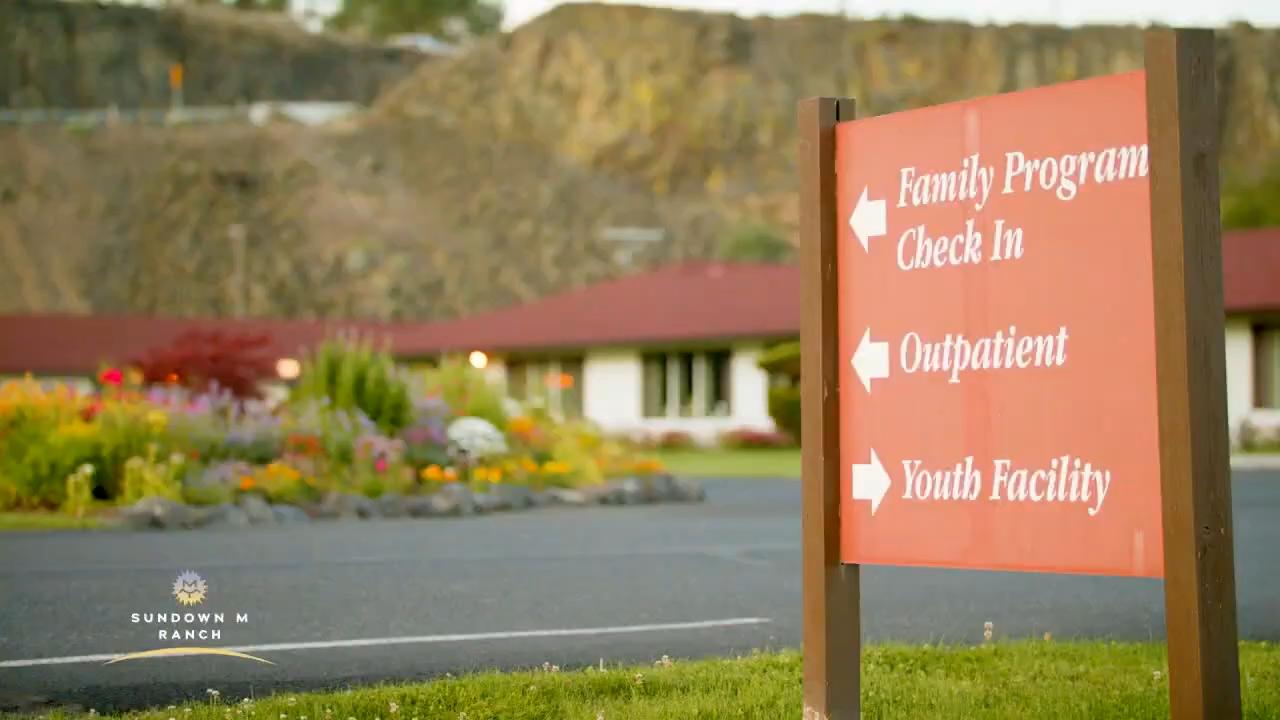 Family Program
Check In
Outpatient
Youth Facility
SUNDOWN M
RANCH